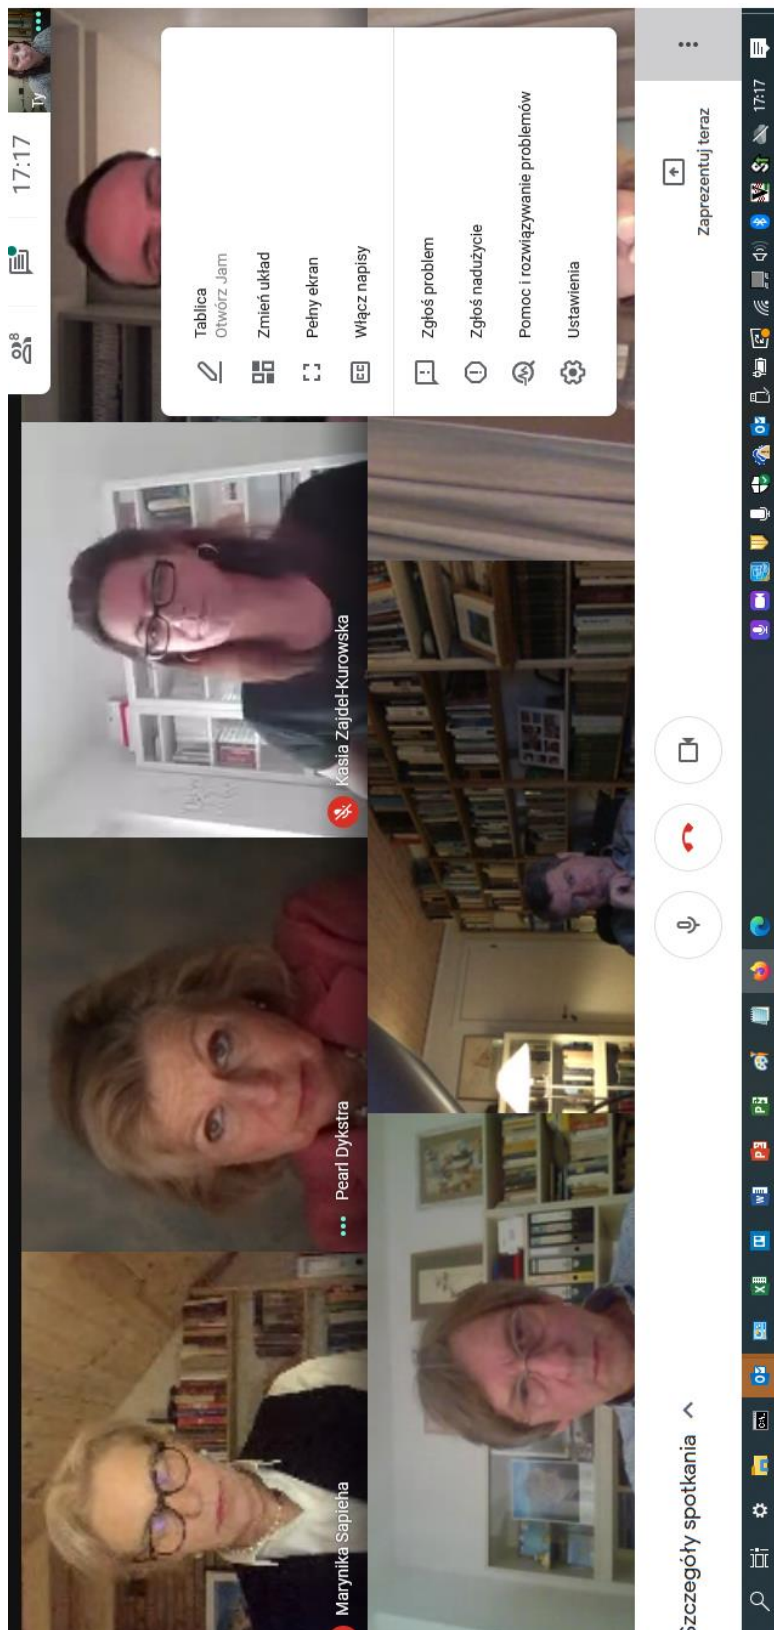 8
17:17
Ty
Tablica
Otwórz Jam
Zmień układ
Pełny ekran
Włącz napisy
Zgłoś problem
Zgłoś nadużycie
Pomoc i rozwiązywanie problemów
Ustawienia
Marynika Sapieha
Pearl Dykstra
Kasia Zajdel-Kurowska
Szczegóły spotkania
Zaprezentuj teraz
17:17